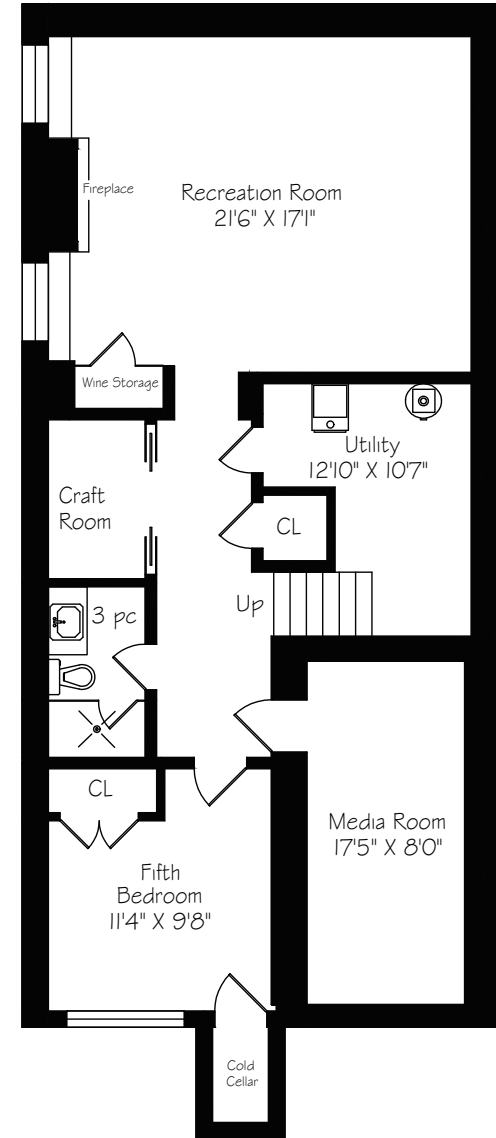 Fireplace
Recreation Room
21'6" X 17'1"
Wine Storage
Utility
12'10" X 10'7"
Craft
Room
CL
Up
3 pc
CL
Media Room
17'5" X 8'0"
Fifth
Bedroom
11'4" X 9'8"
Cold
Cellar